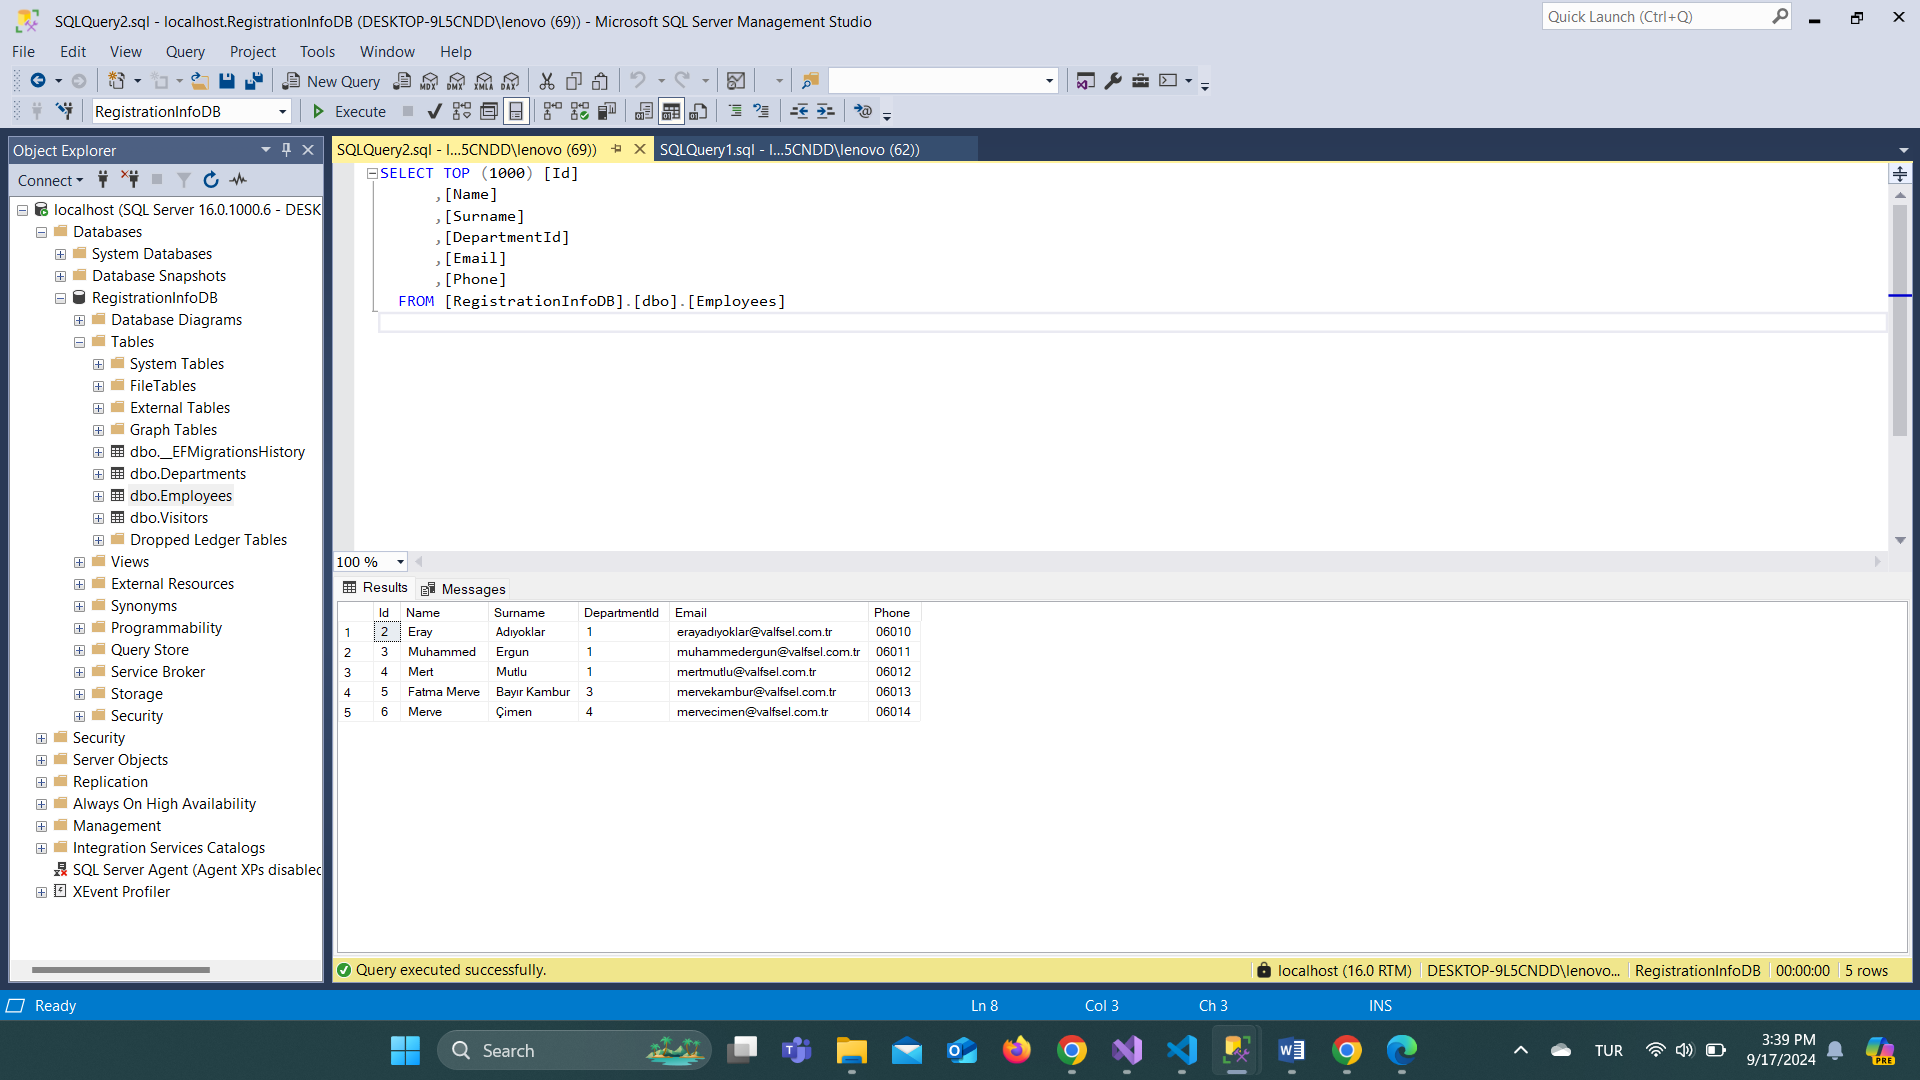 SQLQuery2.sql - localhost.RegistrationInfoDB (DESKTOP-9L5CNDD\lenovo (69)) - Microsoft SQL Server Management Studio
Quick Launch (Ctrl+Q)
File Edit View Query Project Tools Window Help
New Query MDX DMX XMLA DAX
RegistrationInfoDB Execute
Object Explorer
Connect
localhost (SQL Server 16.0.1000.6 - DESK
Databases
System Databases
Database Snapshots
RegistrationInfoDB
Database Diagrams
Tables
System Tables
FileTables
External Tables
Graph Tables
dbo.__EFMigrationsHistory
dbo.Departments
dbo.Employees
dbo.Visitors
Dropped Ledger Tables
Views
External Resources
Synonyms
Programmability
Query Store
Service Broker
Storage
Security
Security
Server Objects
Replication
Always On High Availability
Management
Integration Services Catalogs
SQL Server Agent (Agent XPs disabled
XEvent Profiler
SQLQuery2.sql - l...5CNDD\lenovo (69)) SQLQuery1.sql - l...5CNDD\lenovo (62))
SELECT TOP (1000) [Id]
,[Name]
,[Surname]
,[DepartmentId]
,[Email]
,[Phone]
FROM [RegistrationInfoDB].[dbo].[Employees]
100 %
Results Messages
Id Name Surname DepartmentId Email Phone
1 2 Eray Adıyoklar 1 erayadıyoklar@valfsel.com.tr 06010
2 3 Muhammed Ergun 1 muhammedergun@valfsel.com.tr 06011
3 4 Mert Mutlu 1 mertmutlu@valfsel.com.tr 06012
4 5 Fatma Merve Bayır Kambur 3 mervekambur@valfsel.com.tr 06013
5 6 Merve Çimen 4 mervecimen@valfsel.com.tr 06014
Query executed successfully. localhost (16.0 RTM) DESKTOP-9L5CNDD\lenovo... RegistrationInfoDB 00:00:00 5 rows
Ready Ln 8 Col 3 Ch 3 INS
Search TUR 3:39 PM
9/17/2024
PRE